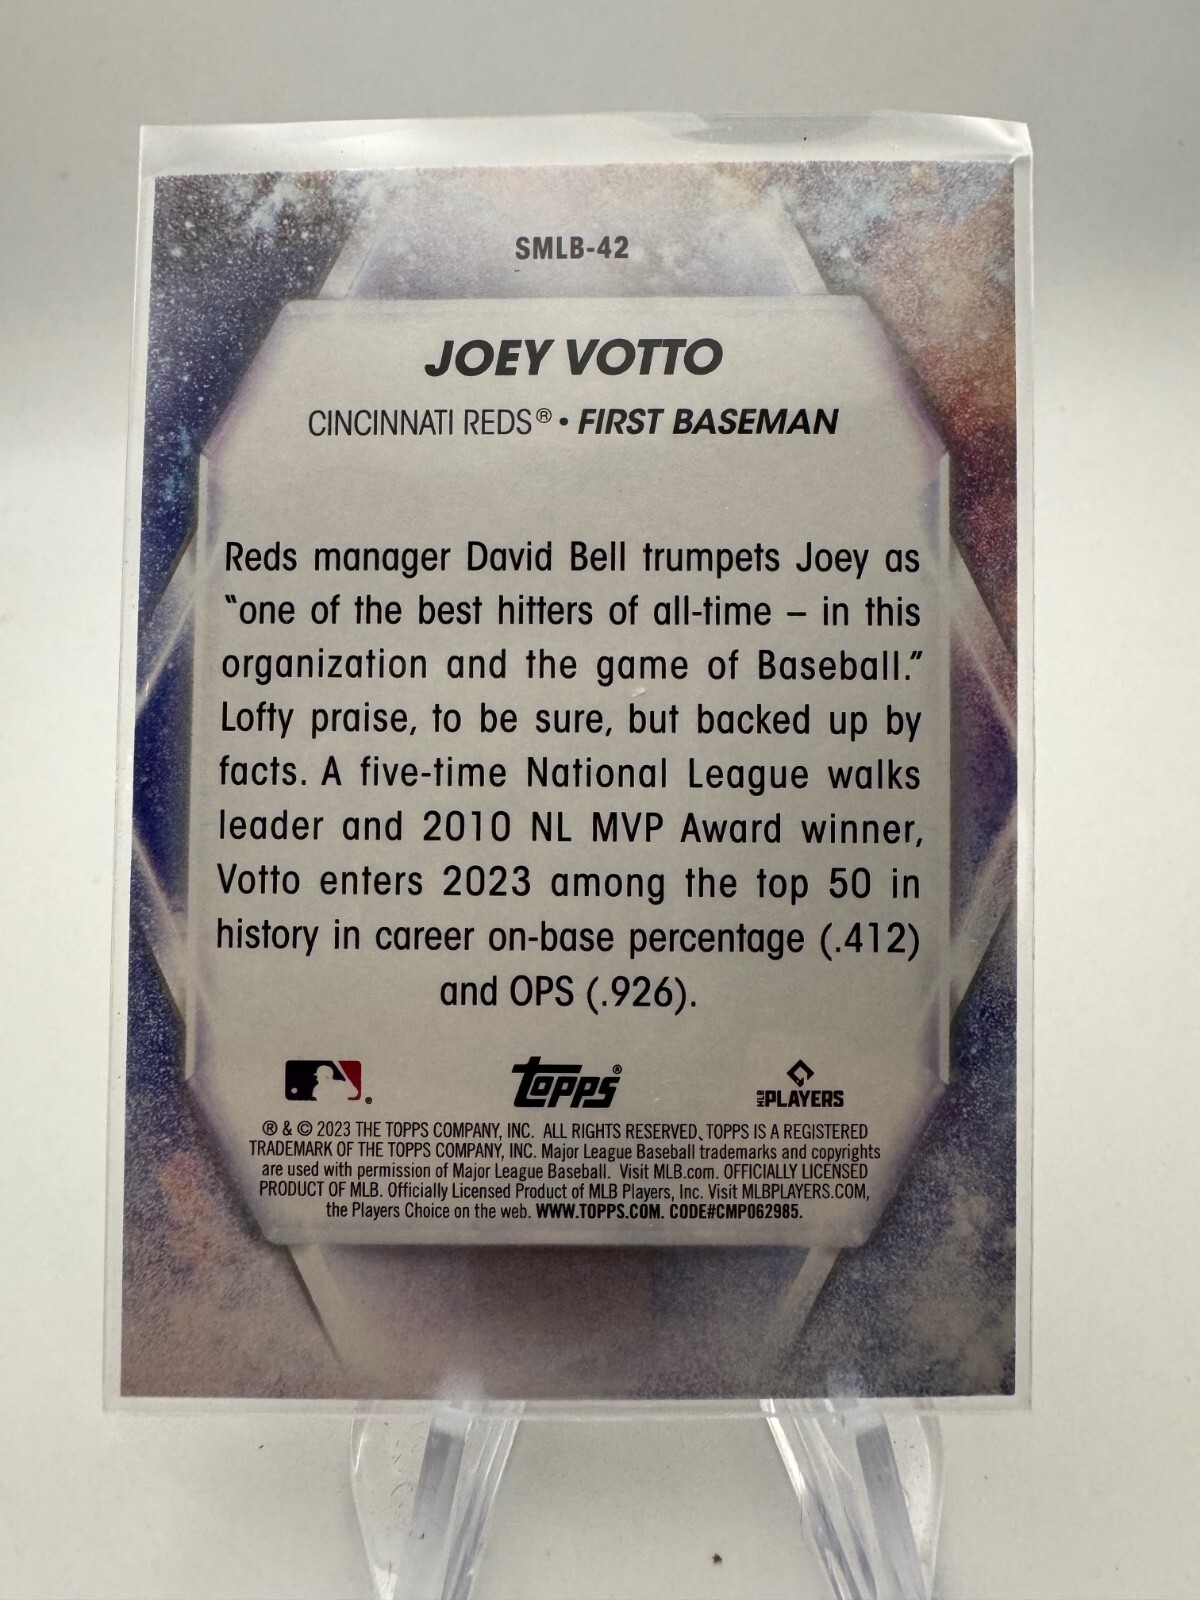 SMLB-42
JOEY VOTTO
CINCINNATI REDS® • FIRST BASEMAN
Reds manager David Bell trumpets Joey as
"one of the best hitters of all-time – in this
organization and the game of Baseball."
Lofty praise, to be sure, but backed up by
facts. A five-time National League walks
leader and 2010 NL MVP Award winner,
Votto enters 2023 among the top 50 in
history in career on-base percentage (.412)
and OPS (.926).
® topps® MLB PLAYERS
® & © 2023 THE TOPPS COMPANY, INC. ALL RIGHTS RESERVED, TOPPS IS A REGISTERED
TRADEMARK OF THE TOPPS COMPANY, INC. Major League Baseball trademarks and copyrights
are used with permission of Major League Baseball. Visit MLB.com. OFFICIALLY LICENSED
PRODUCT OF MLB. Officially Licensed Product of MLB Players, Inc. Visit MLBPLAYERS.COM,
the Players Choice on the web. WWW.TOPPS.COM. CODE#CMP062985.